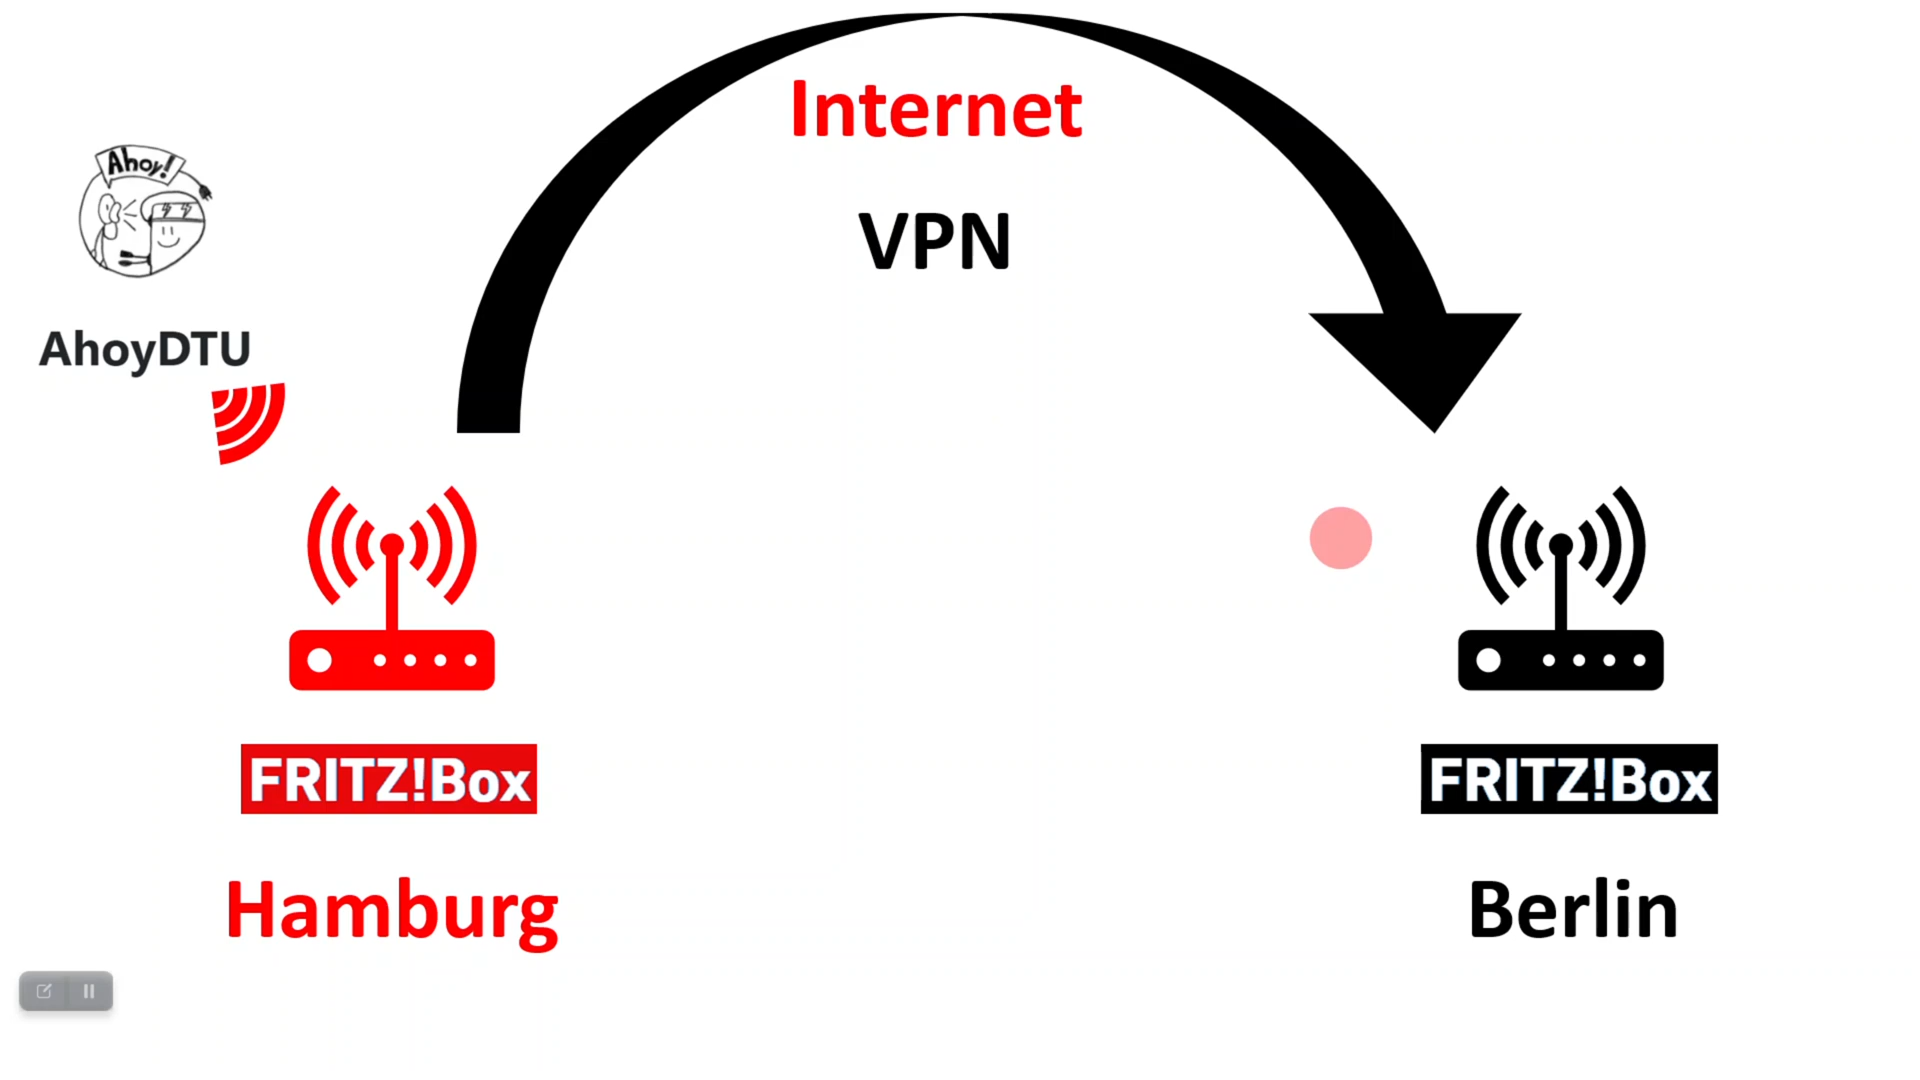 Internet
VPN
Ahoy!
AhoyDTU
FRITZ!Box
FRITZ!Box
Hamburg
Berlin